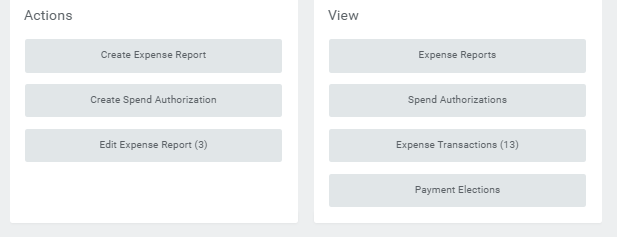 Actions
Create Expense Report
Create Spend Authorization
Edit Expense Report (3)
View
Expense Reports
Spend Authorizations
Expense Transactions (13)
Payment Elections